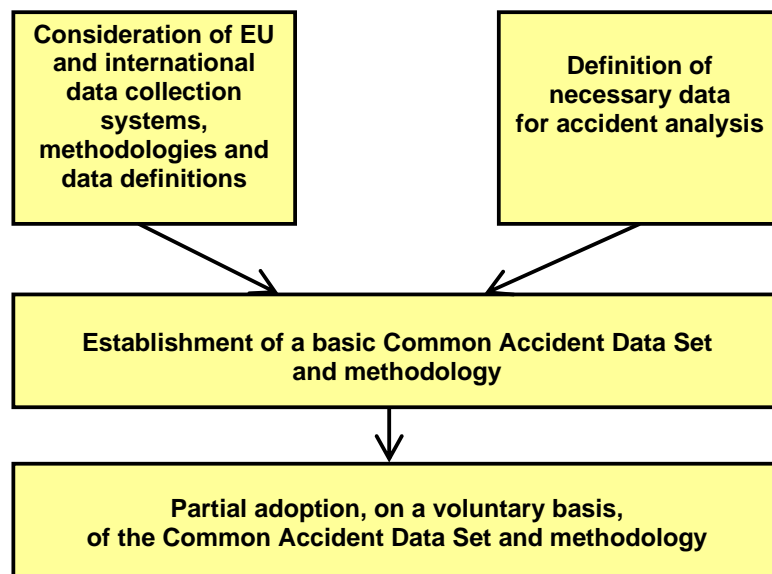 Consideration of EU
and international
data collection
systems,
methodologies and
data definitions
Definition of
necessary data
for accident analysis
Establishment of a basic Common Accident Data Set
and methodology
Partial adoption, on a voluntary basis,
of the Common Accident Data Set and methodology